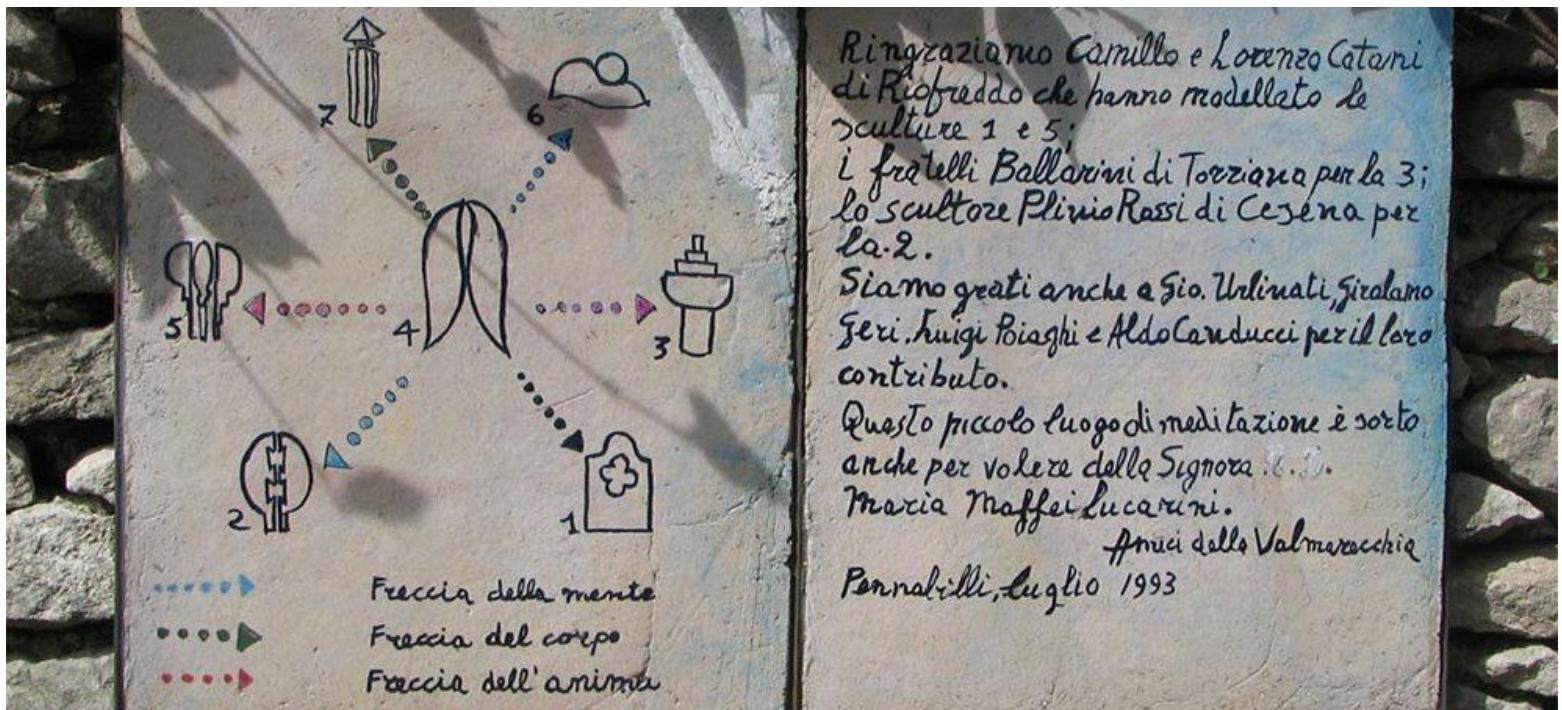 7
6
5
4
3
2
1
Freccia della mente
Freccia del corpo
Freccia dell'anima
Ringraziamo Camillo e Lorenzo Catani
di Riofreddo che hanno modellato le
sculture 1 e 5;
i fratelli Ballarini di Torriana per la 3;
lo scultore Plinio Rossi di Cesena per
la 2.
Siamo grati anche a Gio. Urbinati, Girolamo
Geri, Luigi Poiaghi e Aldo Canducci per il loro
contributo.
Questo piccolo luogo di meditazione è sorto
anche per volere della Signora
Maria Maffei Lucarini.
Amici della Valmarecchia
Pennabilli, luglio 1993